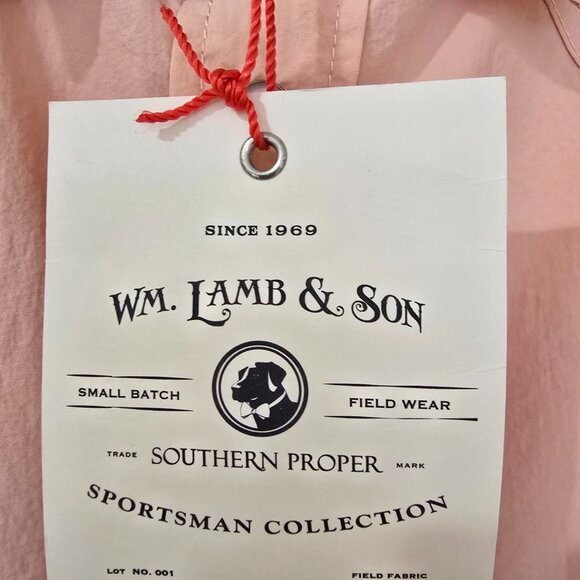 SINCE 1969
WM. LAMB & SON
SMALL BATCH
FIELD WEAR
TRADE SOUTHERN PROPER MARK
SPORTSMAN COLLECTION
LOT NO. 001
FIELD FABRIC